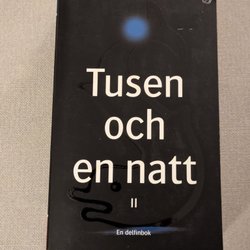 Tusen
och
en natt
II
En delfinbok